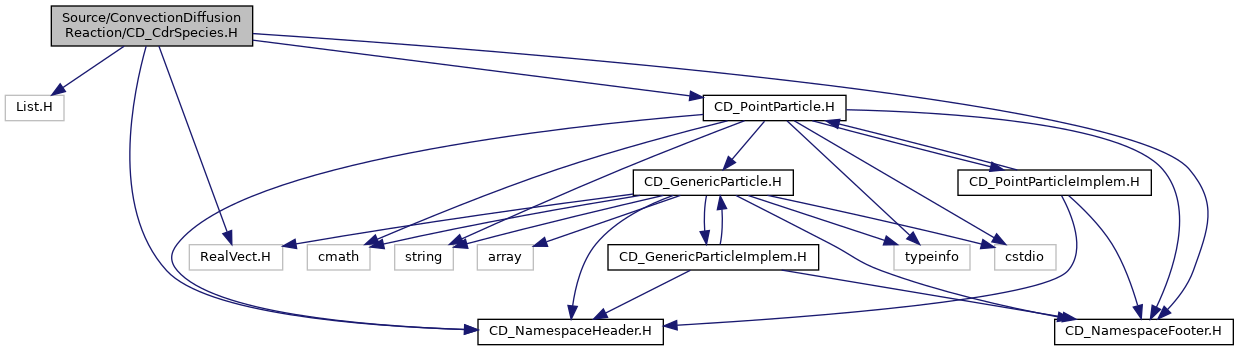 Source/ConvectionDiffusion
Reaction/CD_CdrSpecies.H
List.H
CD_PointParticle.H
CD_GenericParticle.H
CD_PointParticleImplem.H
RealVect.H
cmath
string
array
CD_GenericParticleImplem.H
typeinfo
cstdio
CD_NamespaceHeader.H
CD_NamespaceFooter.H